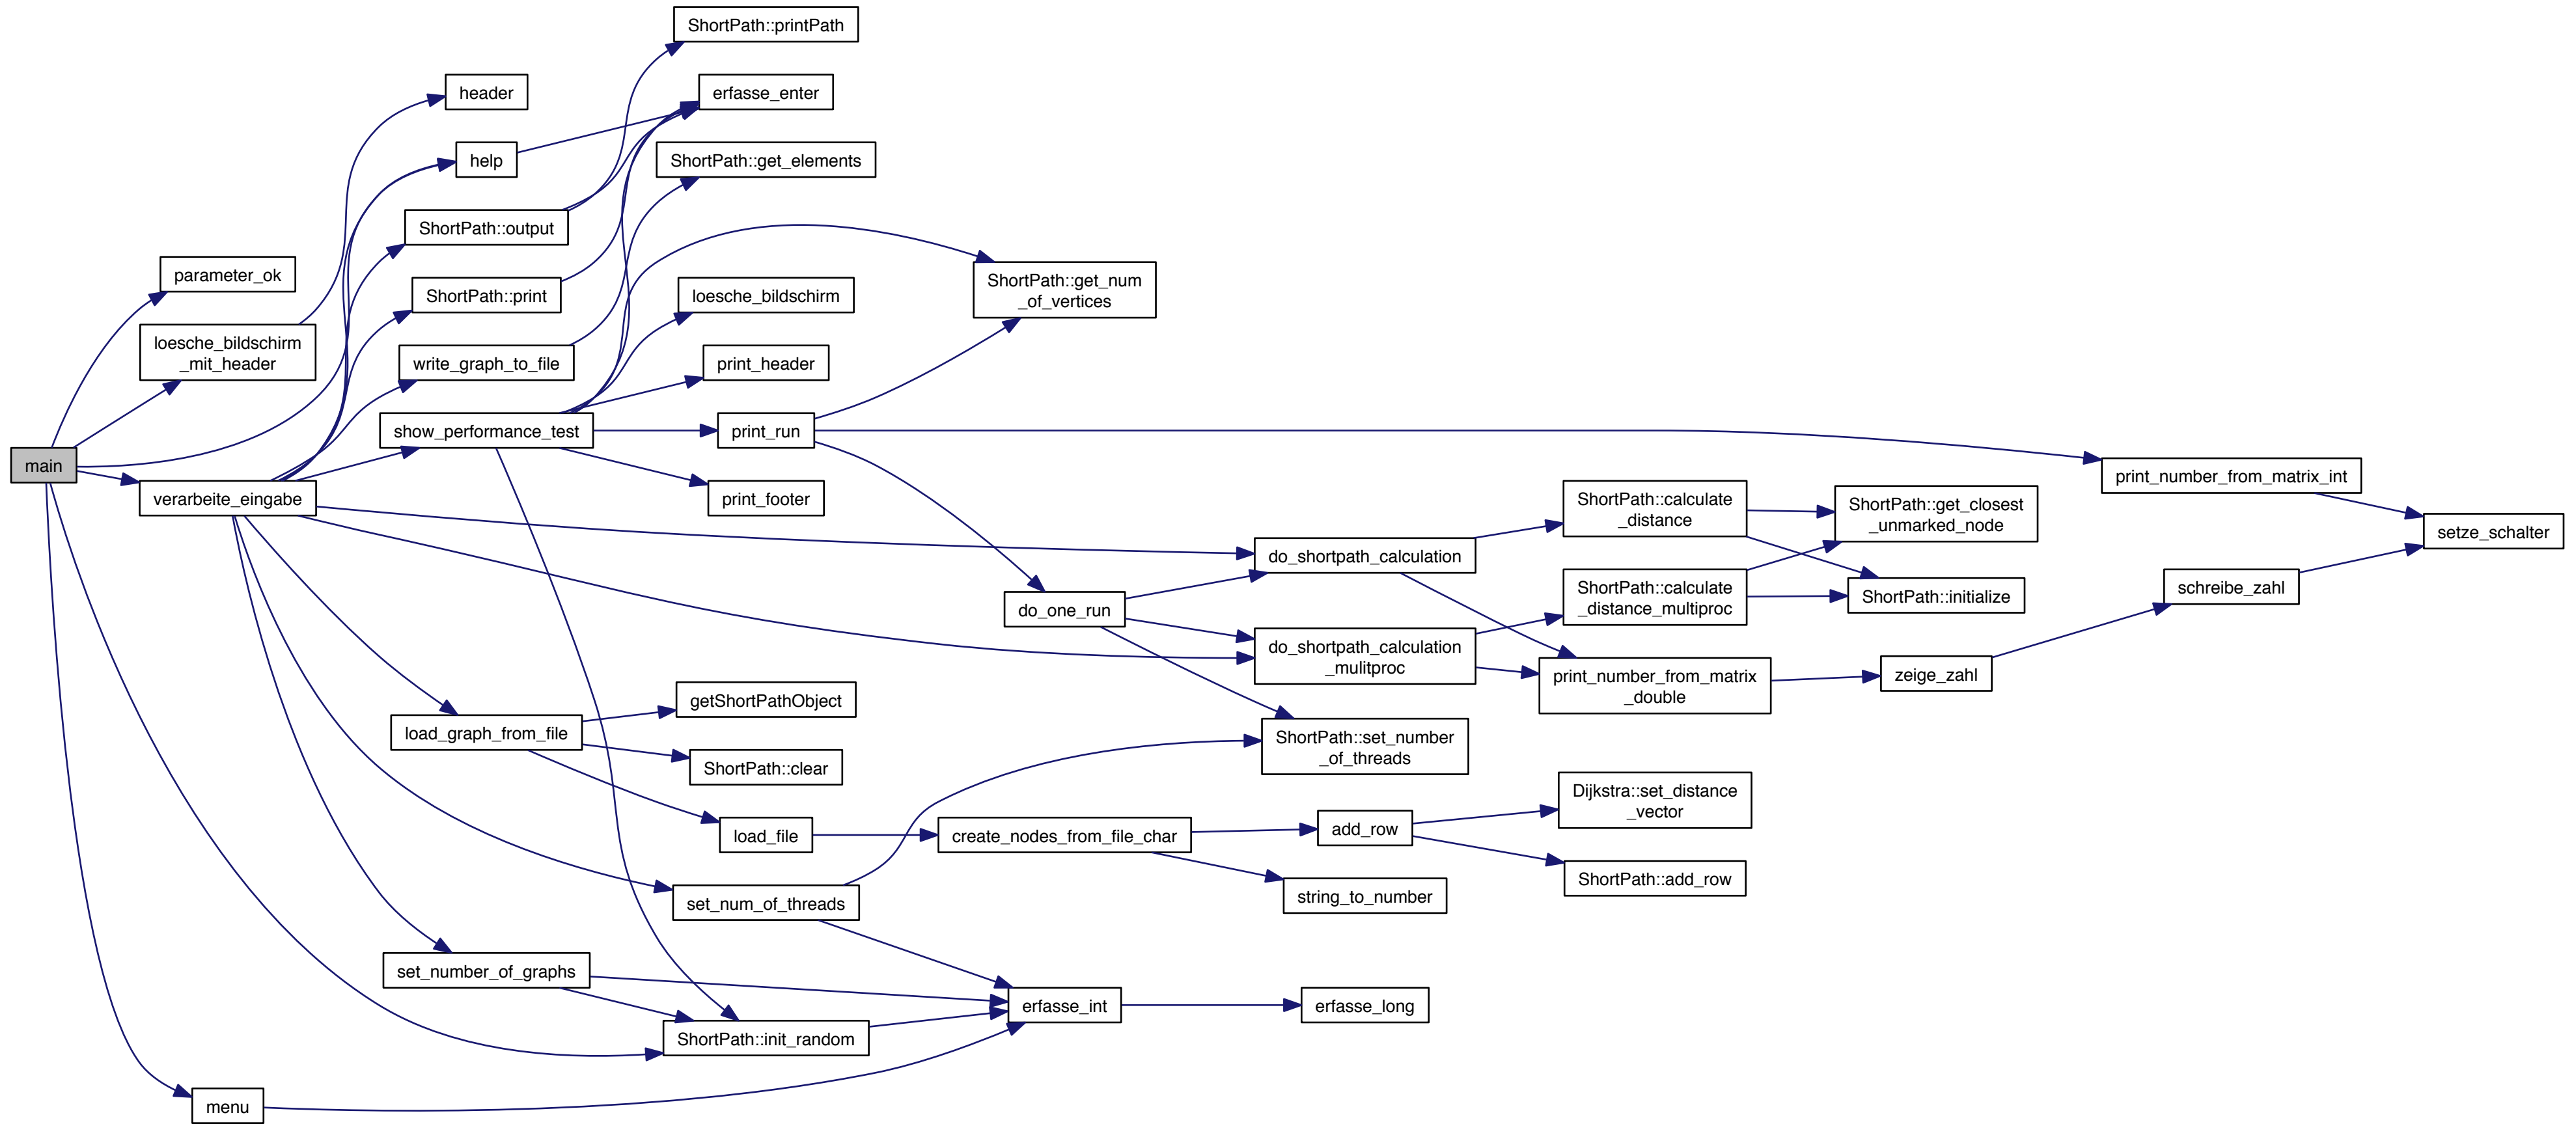 ShortPath::printPath
header
erfasse_enter
help
ShortPath::get_elements
ShortPath::output
parameter_ok
ShortPath::print
loesche_bildschirm
ShortPath::get_num
_of_vertices
loesche_bildschirm
_mit_header
write_graph_to_file
print_header
show_performance_test
print_run
main
verarbeite_eingabe
print_footer
print_number_from_matrix_int
ShortPath::calculate
_distance
ShortPath::get_closest
_unmarked_node
setze_schalter
do_shortpath_calculation
do_one_run
ShortPath::calculate
_distance_multiproc
ShortPath::initialize
schreibe_zahl
do_shortpath_calculation
_mulitproc
print_number_from_matrix
_double
zeige_zahl
getShortPathObject
load_graph_from_file
ShortPath::set_number
_of_threads
ShortPath::clear
Dijkstra::set_distance
_vector
load_file
create_nodes_from_file_char
add_row
ShortPath::add_row
set_num_of_threads
string_to_number
set_number_of_graphs
erfasse_int
erfasse_long
ShortPath::init_random
menu